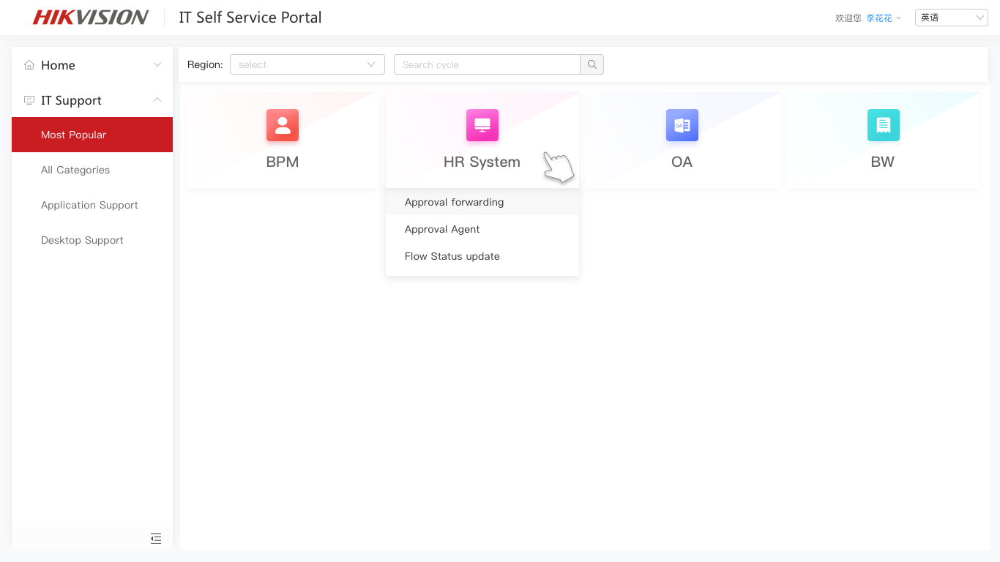 HIKVISION
IT Self Service Portal
欢迎您 李花花
英语
Home
IT Support
Most Popular
All Categories
Application Support
Desktop Support
Region:
select
Search cycle
BPM
HR System
OA
OA
BW
Approval forwarding
Approval Agent
Flow Status update